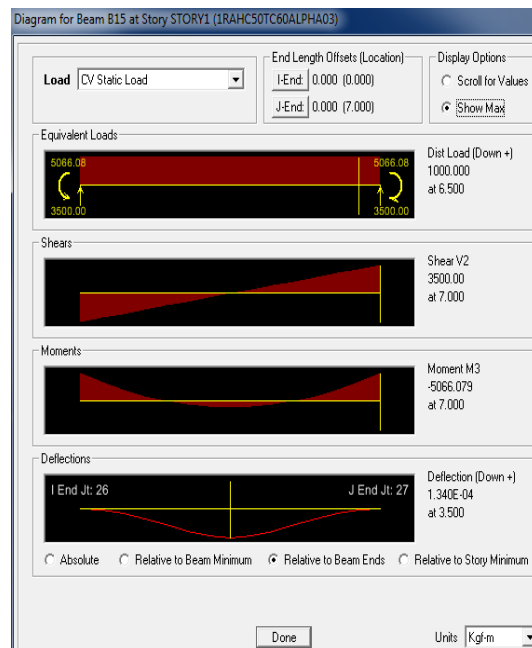 Diagram for Beam B15 at Story STORY1 (1RAHC50TC60ALPHA03)
Load CV Static Load
End Length Offsets (Location)
I-End: 0.000 (0.000)
J-End: 0.000 (7.000)
Display Options
Scroll for Values
Show Max
Equivalent Loads
5066.08 5066.08
3500.00 3500.00
Dist Load (Down +)
1000.000
at 6.500
Shears
Shear V2
3500.00
at 7.000
Moments
Moment M3
-5066.079
at 7.000
Deflections
I End Jt: 26 J End Jt: 27
Deflection (Down +)
1.340E-04
at 3.500
Absolute Relative to Beam Minimum Relative to Beam Ends Relative to Story Minimum
Done Units Kgf-m